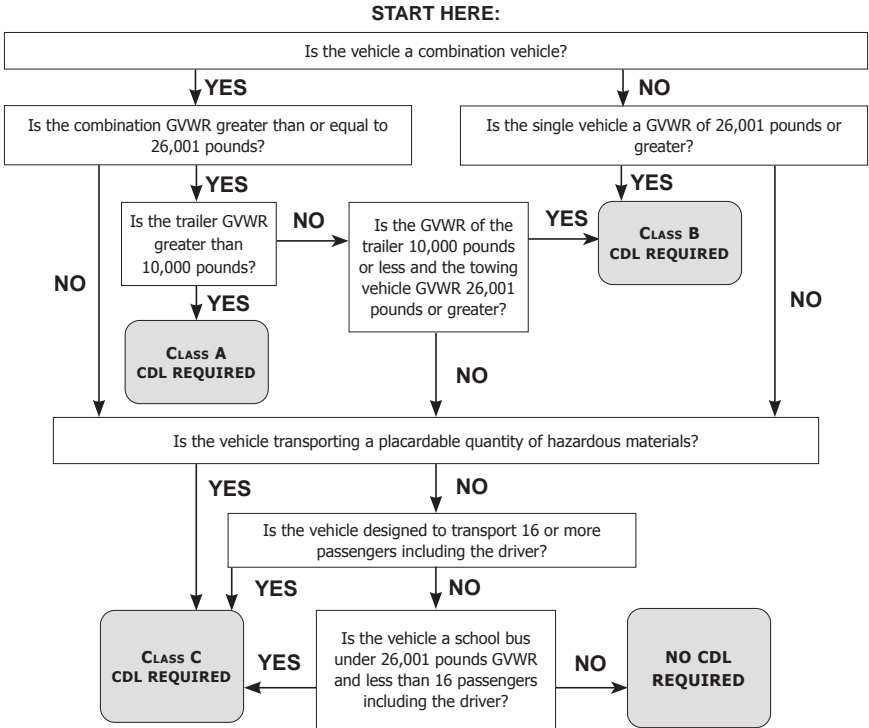 START HERE:
Is the vehicle a combination vehicle?
YES
NO
Is the combination GVWR greater than or equal to
26,001 pounds?
Is the single vehicle a GVWR of 26,001 pounds or
greater?
YES
YES
Is the trailer GVWR
greater than
10,000 pounds?
NO
Is the GVWR of the
trailer 10,000 pounds
or less and the towing
vehicle GVWR 26,001
pounds or greater?
YES
CLASS B
CDL REQUIRED
NO
NO
YES
CLASS A
CDL REQUIRED
NO
Is the vehicle transporting a placardable quantity of hazardous materials?
YES
NO
Is the vehicle designed to transport 16 or more
passengers including the driver?
YES
NO
CLASS C
CDL REQUIRED
YES
Is the vehicle a school bus
under 26,001 pounds GVWR
and less than 16 passengers
including the driver?
NO
NO CDL
REQUIRED